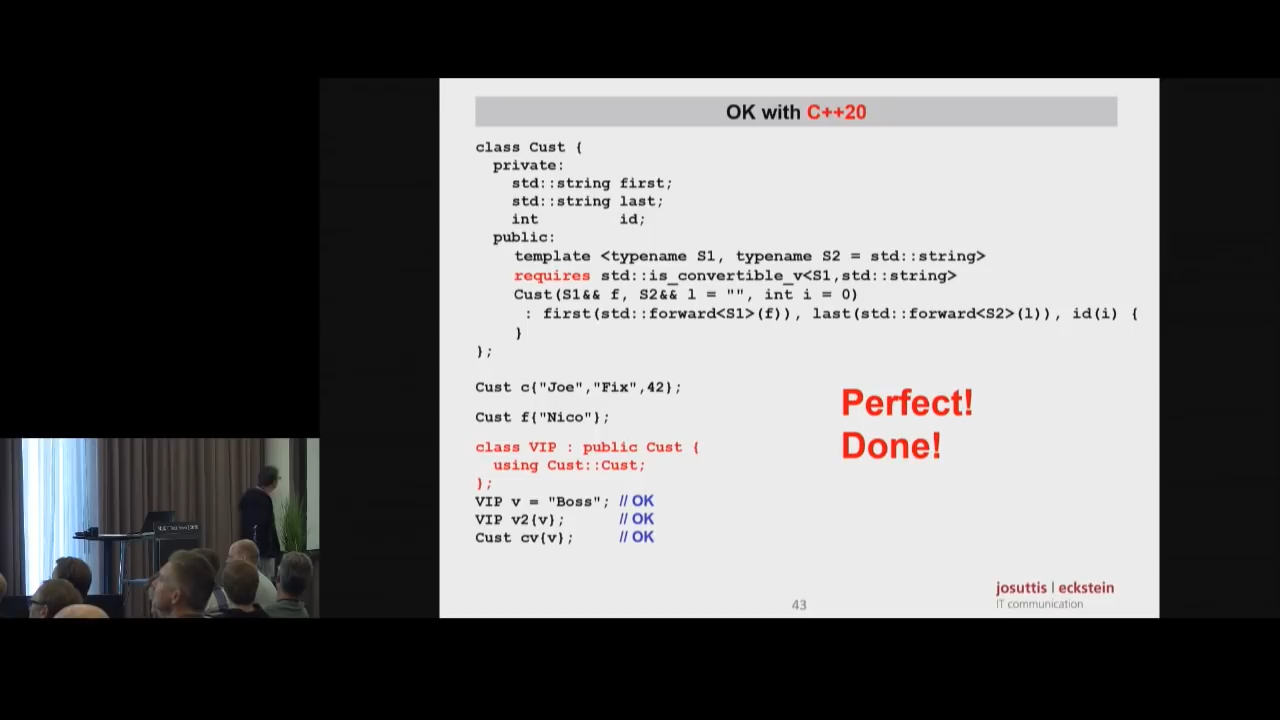 OK with C++20
class Cust {
private:
std::string first;
std::string last;
int id;
public:
template <typename S1, typename S2 = std::string>
requires std::is_convertible_v<S1,std::string>
Cust(S1&& f, S2&& l = "", int i = 0)
: first(std::forward<S1>(f)), last(std::forward<S2>(l)), id(i) {
}
};
Cust c{"Joe","Fix",42};
Cust f{"Nico"};
class VIP : public Cust {
using Cust::Cust;
};
VIP v = "Boss"; // OK
VIP v2{v}; // OK
Cust cv{v}; // OK
Perfect!
Done!
josuttis | eckstein
IT communication
43